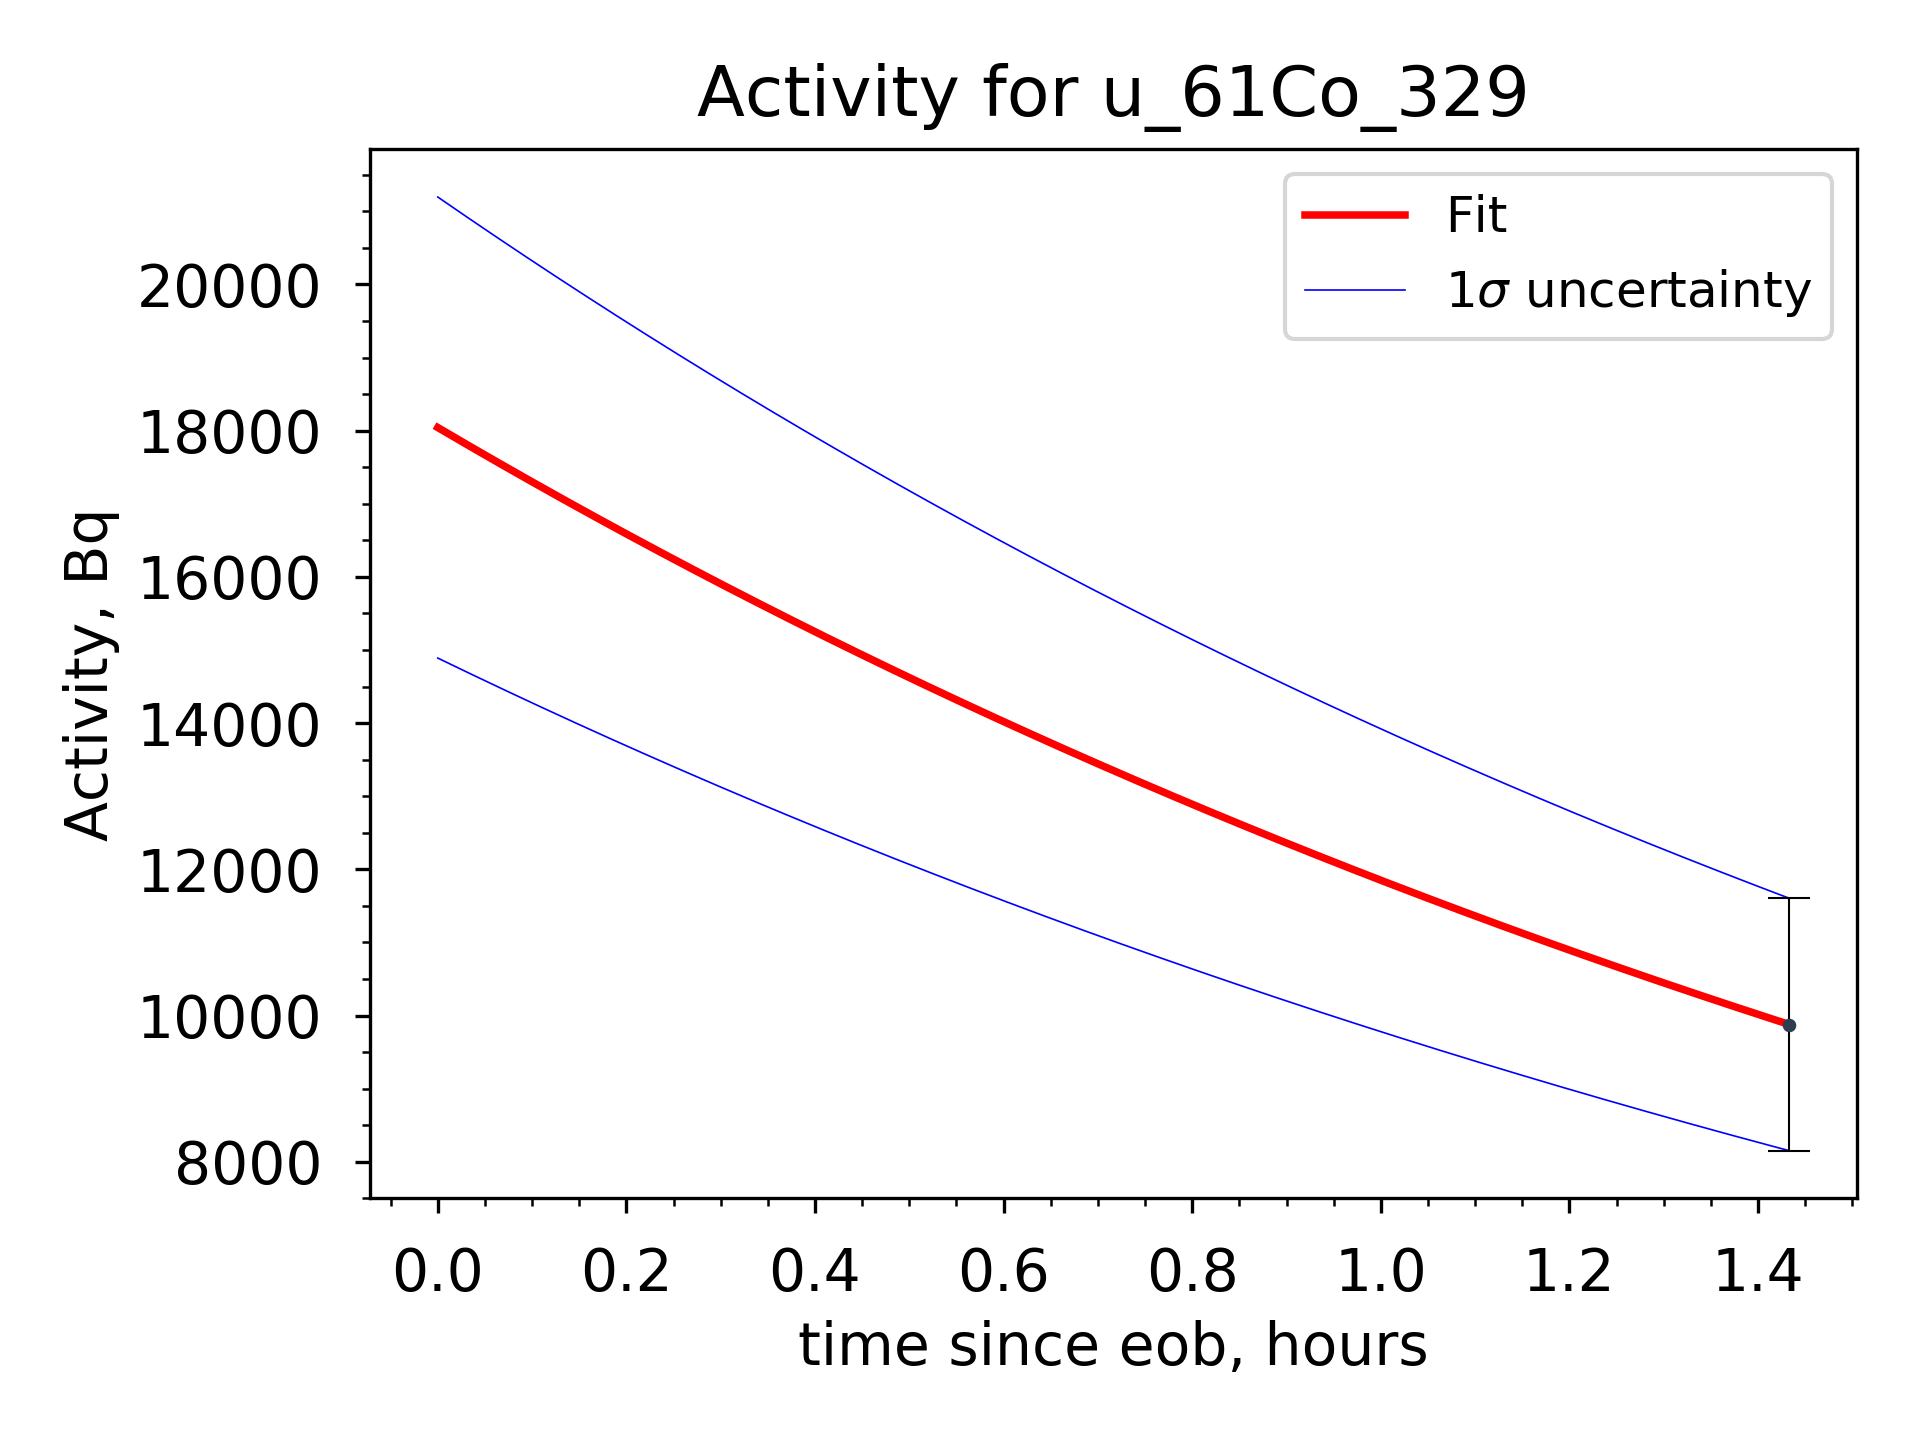 Activity for u_61Co_329
Fit
1σ uncertainty
Activity, Bq
20000
18000
16000
14000
12000
10000
8000
0.0 0.2 0.4 0.6 0.8 1.0 1.2 1.4
time since eob, hours